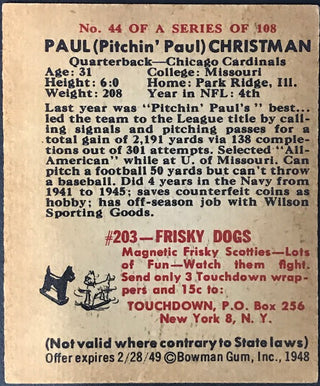 No. 44 OF A SERIES OF 108
PAUL (Pitchin' Paul) CHRISTMAN
Quarterback—Chicago Cardinals
Age: 31 College: Missouri
Height: 6:0 Home: Park Ridge, Ill.
Weight: 208 Year in NFL: 4th
Last year was "Pitchin' Paul's" best...
led the team to the League title by call-
ing signals and pitching passes for a
total gain of 2,191 yards via 138 comple-
tions out of 301 attempts. Selected "All-
American" while at U. of Missouri. Can
pitch a football 50 yards but can't throw
a baseball. Did 4 years in the Navy from
1941 to 1945; saves counterfeit coins as
hobby; has off-season job with Wilson
Sporting Goods.
#203—FRISKY DOGS
Magnetic Frisky Scotties—Lots
of Fun—Watch them fight.
Send only 3 Touchdown wrap-
pers and 15c to:
TOUCHDOWN, P.O. Box 256
New York 8, N. Y.
(Not valid where contrary to State laws)
Offer expires 2/28/49 ©Bowman Gum, Inc., 1948